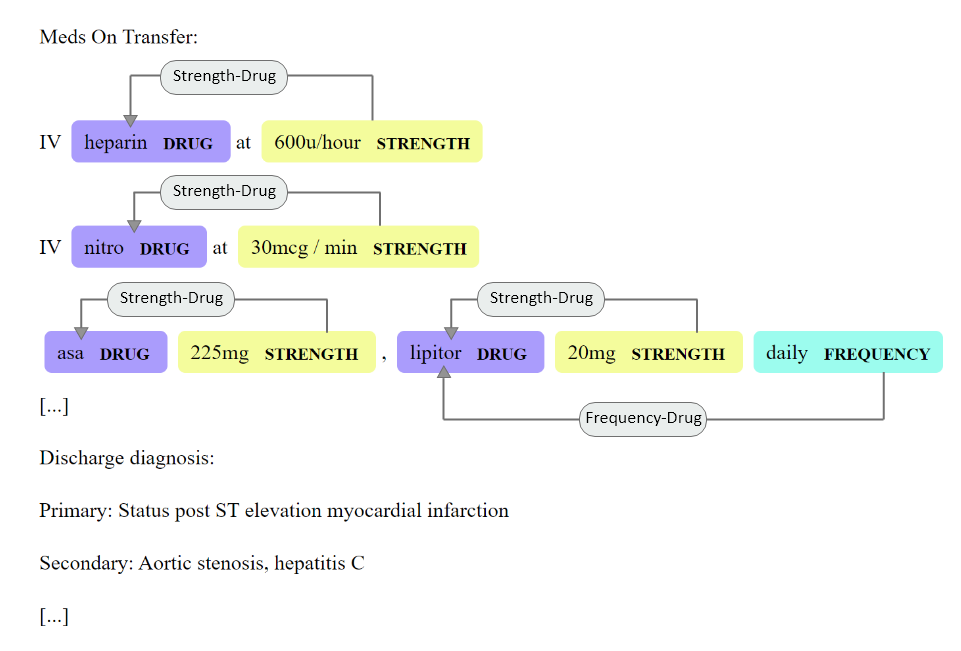 Meds On Transfer:
Strength-Drug
IV heparin DRUG at 600u/hour STRENGTH
Strength-Drug
IV nitro DRUG at 30mcg / min STRENGTH
Strength-Drug Strength-Drug
asa DRUG 225mg STRENGTH , lipitor DRUG 20mg STRENGTH daily FREQUENCY
[...]
Frequency-Drug
Discharge diagnosis:
Primary: Status post ST elevation myocardial infarction
Secondary: Aortic stenosis, hepatitis C
[...]